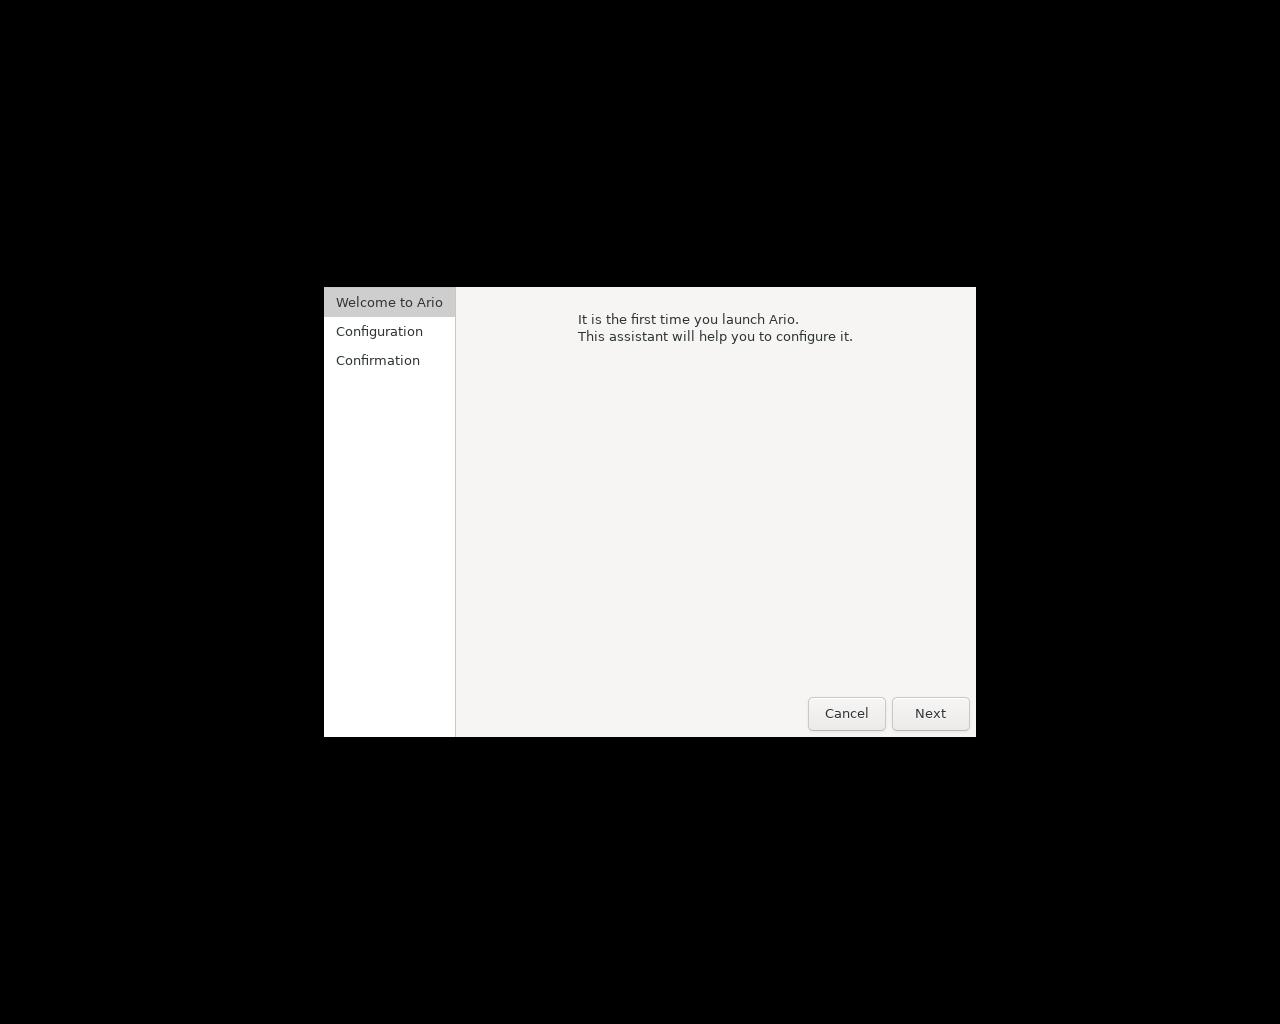 Welcome to Ario
Configuration
Confirmation
It is the first time you launch Ario.
This assistant will help you to configure it.
Cancel
Next